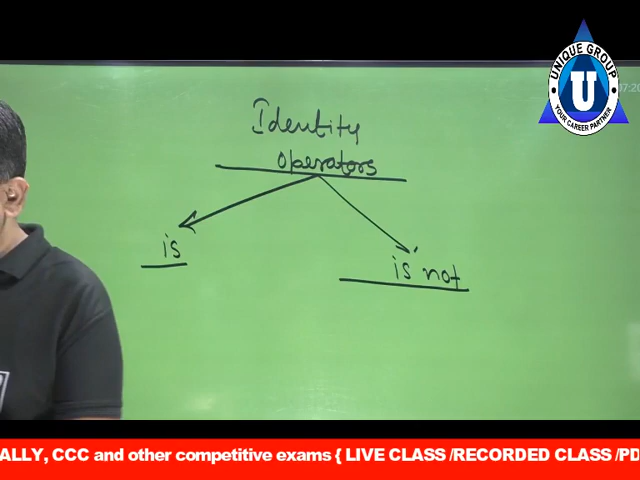 UNIQUE GROUP
U
YOUR CAREER PARTNER
Identity
operators
is
is not
ALLY, CCC and other competitive exams { LIVE CLASS /RECORDED CLASS /PD